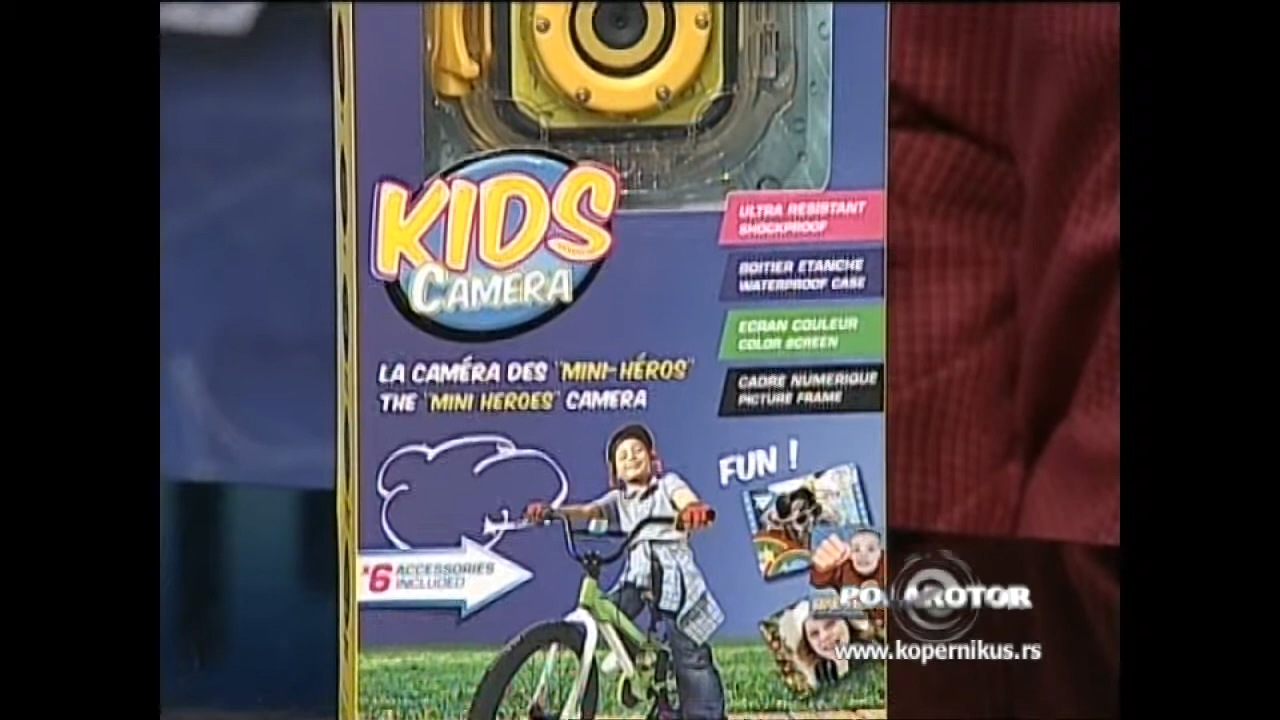 KIDS
CAMERA
ULTRA RESISTANT
SHOCKPROOF
BOITIER ETANCHE
WATERPROOF CASE
ECRAN COULEUR
COLOR SCREEN
CADRE NUMERIQUE
PICTURE FRAME
LA CAMÉRA DES "MINI-HÉROS"
THE "MINI HEROES" CAMERA
FUN !
6 ACCESSORIES
INCLUDED
www.kopernikus.rs